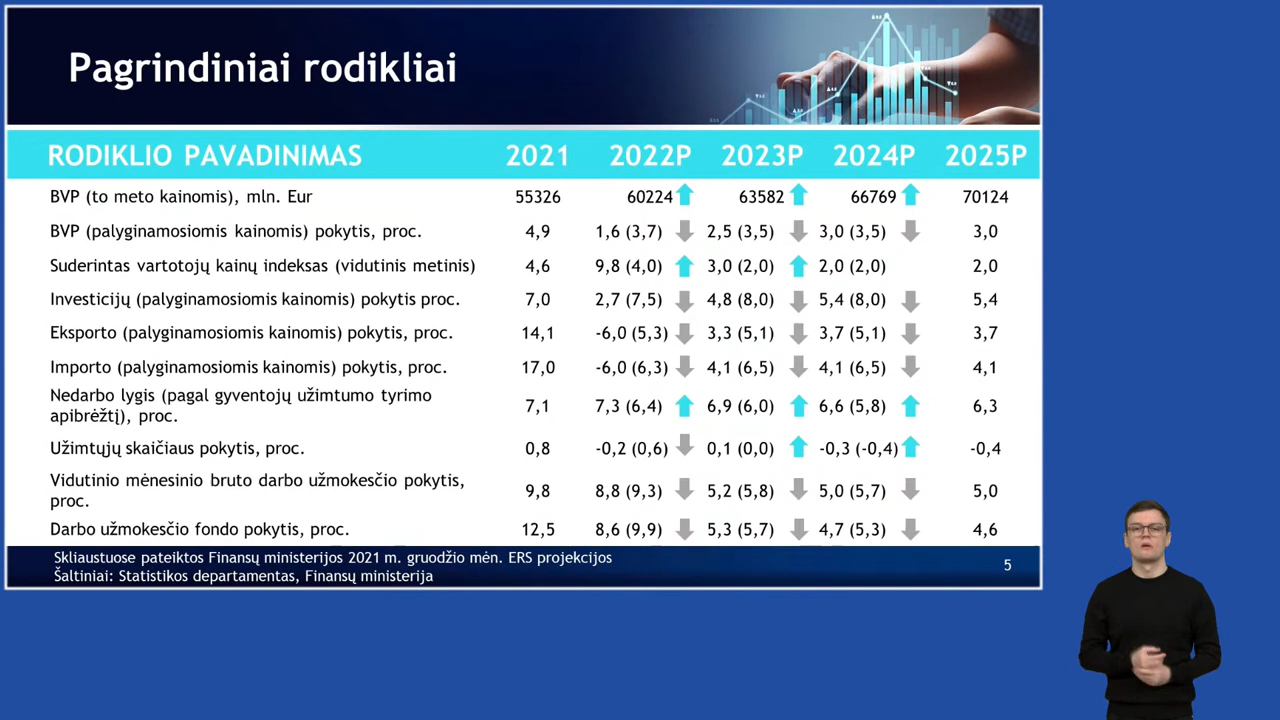 Pagrindiniai rodikliai
RODIKLIO PAVADINIMAS 2021 2022P 2023P 2024P 2025P
BVP (to meto kainomis), mln. Eur 55326 60224 63582 66769 70124
BVP (palyginamosiomis kainomis) pokytis, proc. 4,9 1,6 (3,7) 2,5 (3,5) 3,0 (3,5) 3,0
Suderintas vartotojų kainų indeksas (vidutinis metinis) 4,6 9,8 (4,0) 3,0 (2,0) 2,0 (2,0) 2,0
Investicijų (palyginamosiomis kainomis) pokytis proc. 7,0 2,7 (7,5) 4,8 (8,0) 5,4 (8,0) 5,4
Eksporto (palyginamosiomis kainomis) pokytis, proc. 14,1 -6,0 (5,3) 3,3 (5,1) 3,7 (5,1) 3,7
Importo (palyginamosiomis kainomis) pokytis, proc. 17,0 -6,0 (6,3) 4,1 (6,5) 4,1 (6,5) 4,1
Nedarbo lygis (pagal gyventojų užimtumo tyrimo
apibrėžtį), proc. 7,1 7,3 (6,4) 6,9 (6,0) 6,6 (5,8) 6,3
Užimtųjų skaičiaus pokytis, proc. 0,8 -0,2 (0,6) 0,1 (0,0) -0,3 (-0,4) -0,4
Vidutinio mėnesinio bruto darbo užmokesčio pokytis,
proc. 9,8 8,8 (9,3) 5,2 (5,8) 5,0 (5,7) 5,0
Darbo užmokesčio fondo pokytis, proc. 12,5 8,6 (9,9) 5,3 (5,7) 4,7 (5,3) 4,6
Skliaustuose pateiktos Finansų ministerijos 2021 m. gruodžio mėn. ERS projekcijos
Šaltiniai: Statistikos departamentas, Finansų ministerija
5